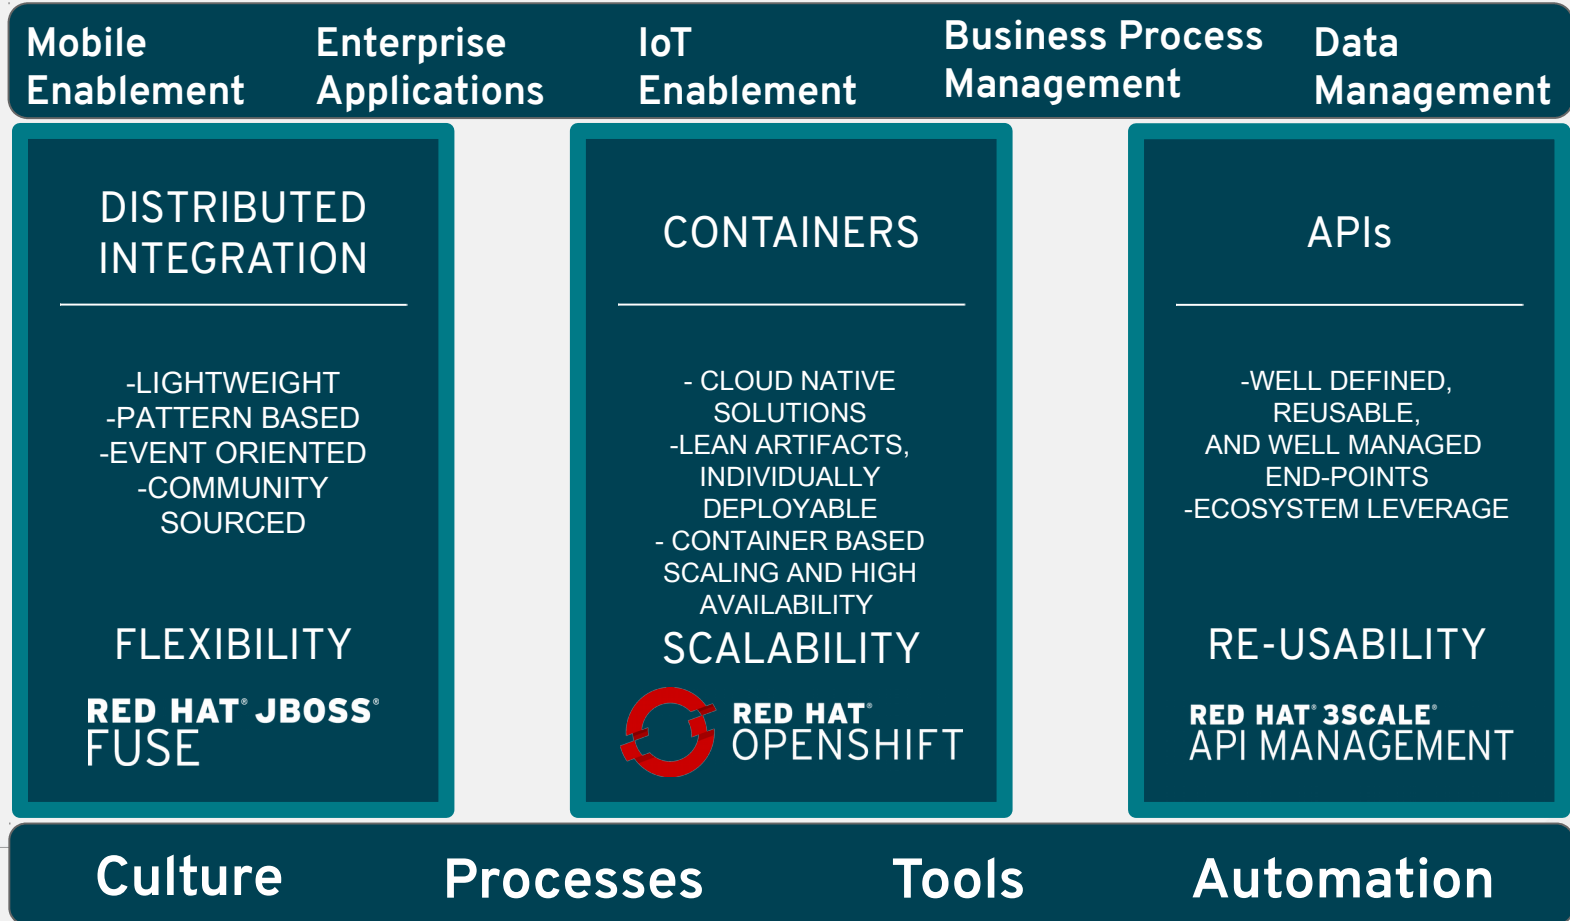 Mobile
Enablement
Enterprise
Applications
IoT
Enablement
Business Process
Management
Data
Management
DISTRIBUTED
INTEGRATION
-LIGHTWEIGHT
-PATTERN BASED
-EVENT ORIENTED
-COMMUNITY
SOURCED
FLEXIBILITY
RED HAT® JBOSS®
FUSE
CONTAINERS
- CLOUD NATIVE
SOLUTIONS
-LEAN ARTIFACTS,
INDIVIDUALLY
DEPLOYABLE
- CONTAINER BASED
SCALING AND HIGH
AVAILABILITY
SCALABILITY
RED HAT®
OPENSHIFT
APIs
-WELL DEFINED,
REUSABLE,
AND WELL MANAGED
END-POINTS
-ECOSYSTEM LEVERAGE
RE-USABILITY
RED HAT® 3SCALE®
API MANAGEMENT
Culture
Processes
Tools
Automation